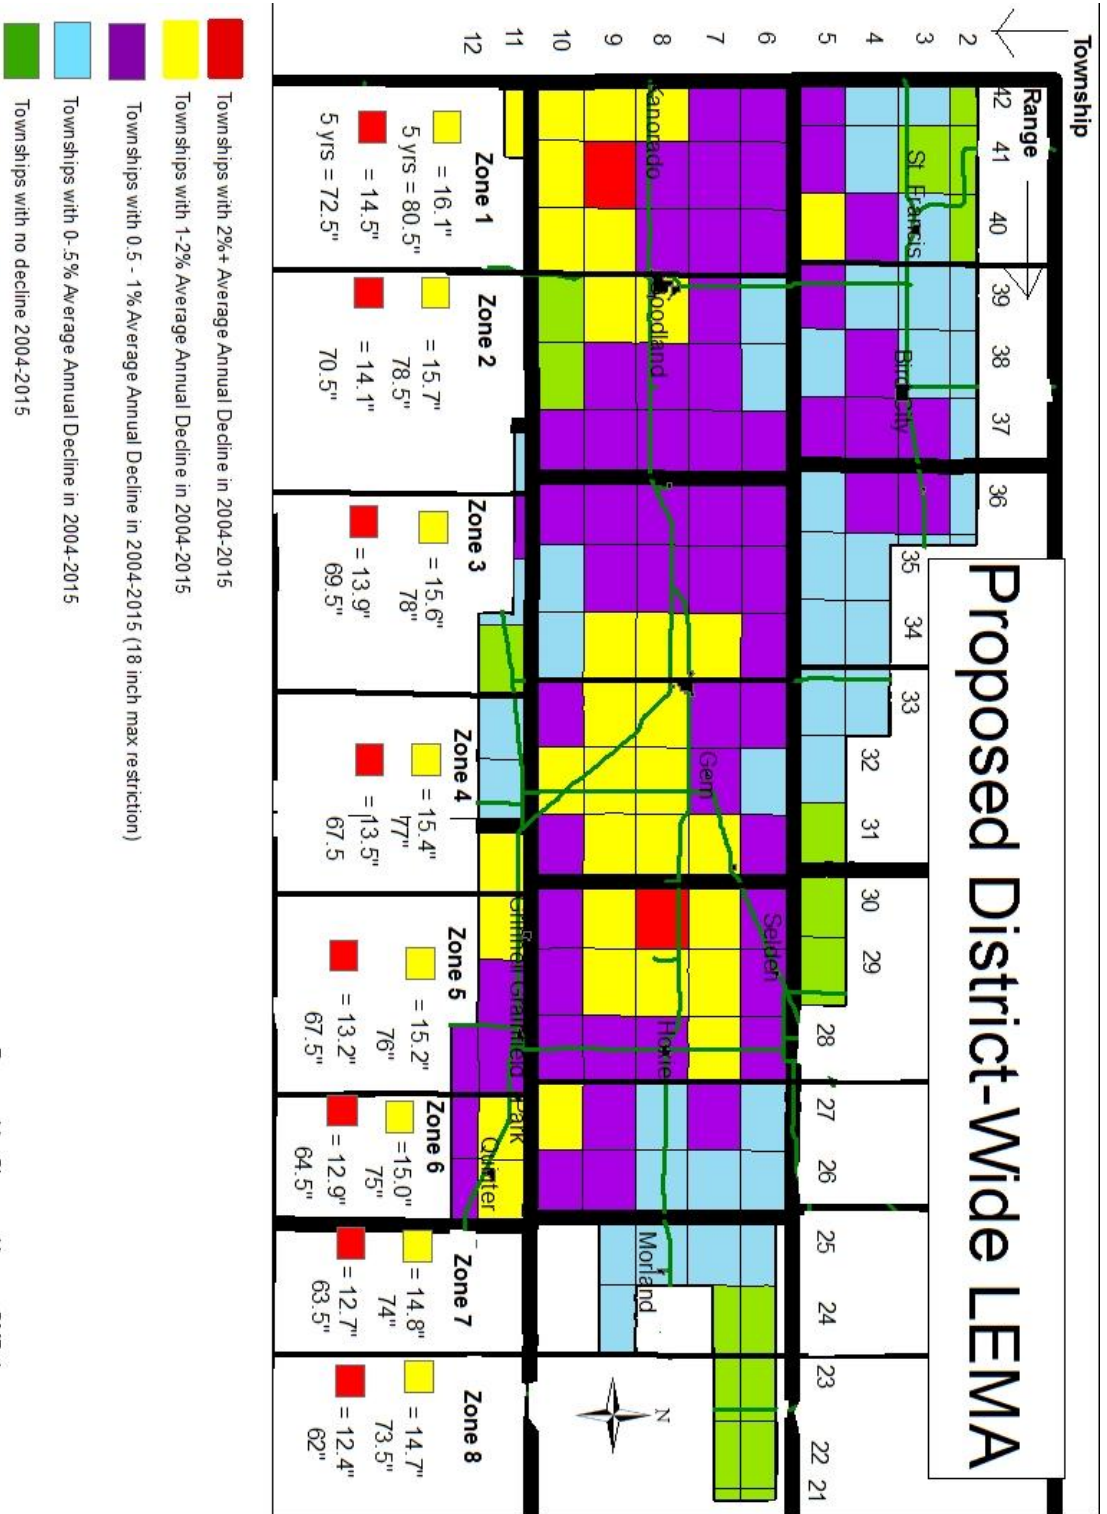 Proposed District-Wide LEMA
Township
Range
42 41 40 39 38 37 36 35 34 33 32 31 30 29 28 27 26 25 24 23 22 21
2
3
4
5
6
7
8
9
10
11
12
St. Francis
Bird City
Kanorado
Goodland
Gem
Selden
Hoxie
Morland
Grinnell Grainfield Park
Quinter
N
Zone 1
= 16.1"
5 yrs = 80.5"
= 14.5"
5 yrs = 72.5"
Zone 2
= 15.7"
78.5"
= 14.1"
70.5"
Zone 3
= 15.6"
78"
= 13.9"
69.5"
Zone 4
= 15.4"
77"
= 13.5"
67.5
Zone 5
= 15.2"
76"
= 13.2"
67.5"
Zone 6
=15.0"
75"
= 12.9"
64.5"
Zone 7
= 14.8"
74"
= 12.7"
63.5"
Zone 8
= 14.7"
73.5"
= 12.4"
62"
Townships with 2%+ Average Annual Decline in 2004-2015
Townships with 1-2% Average Annual Decline in 2004-2015
Townships with 0.5 - 1% Average Annual Decline in 2004-2015 (18 inch max restriction)
Townships with 0-.5% Average Annual Decline in 2004-2015
Townships with no decline 2004-2015